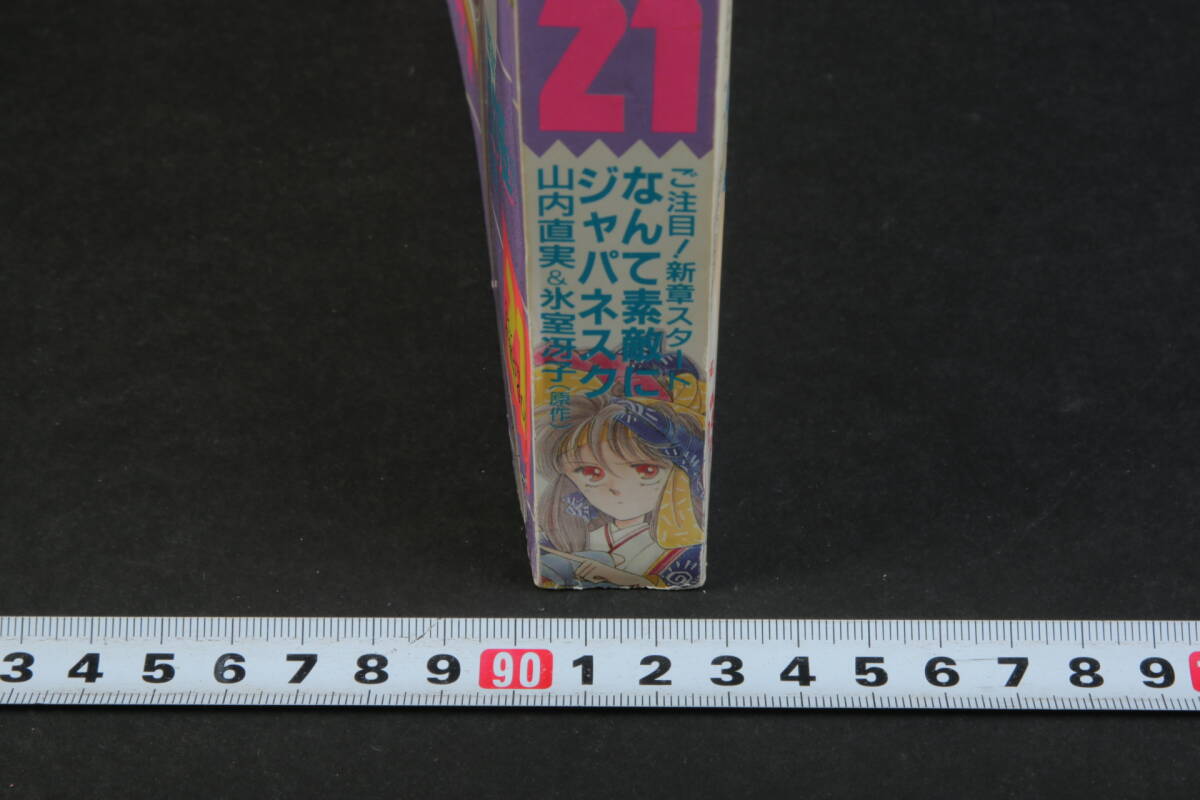 21
ご注目!新章スタート
なんて素敵に
ジャパネスク
山内直実&氷室冴子(原作)
3 4 5 6 7 8 9 90 1 2 3 4 5 6 7 8 9